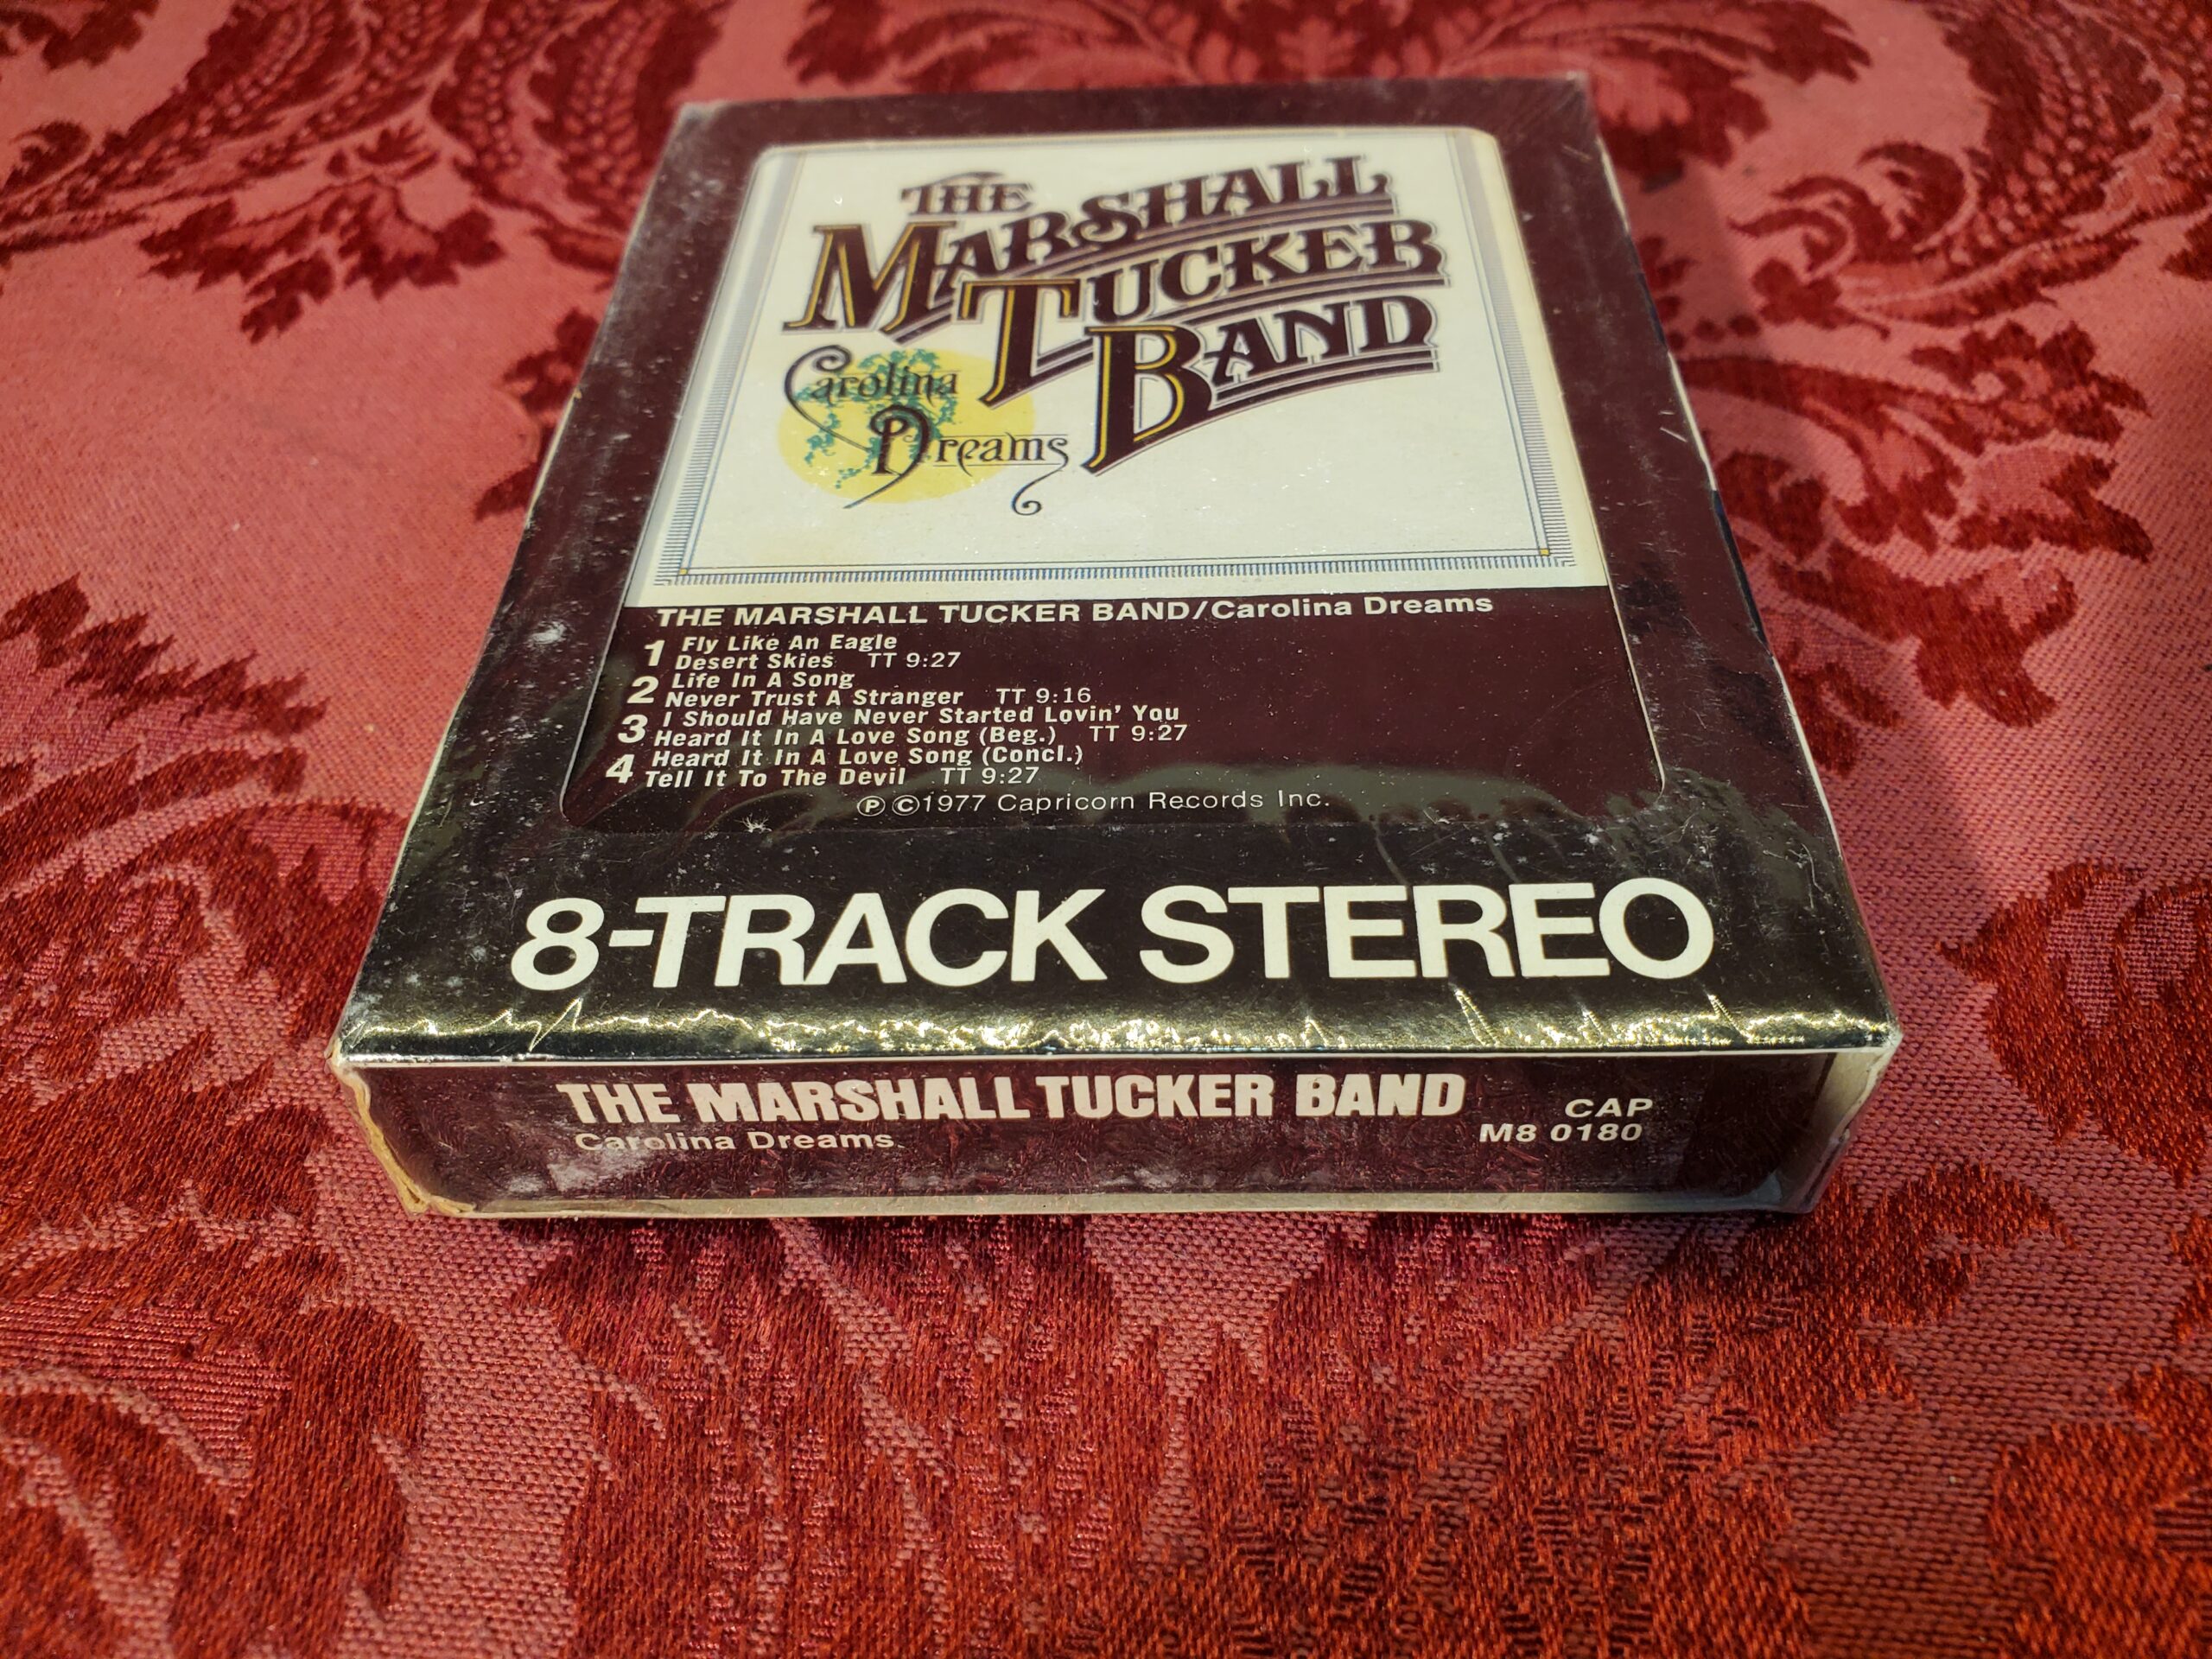 THE
MARSHALL
TUCKER
BAND
Carolina
Dreams
THE MARSHALL TUCKER BAND/Carolina Dreams
1 Fly Like An Eagle
Desert Skies TT 9:27
2 Life In A Song
Never Trust A Stranger TT 9:16
3 I Should Have Never Started Lovin' You
Heard It In A Love Song (Beg.) TT 9:27
4 Heard It In A Love Song (Concl.)
Tell It To The Devil TT 9:27
℗ ©1977 Capricorn Records Inc.
8-TRACK STEREO
THE MARSHALL TUCKER BAND CAP
Carolina Dreams M8 0180